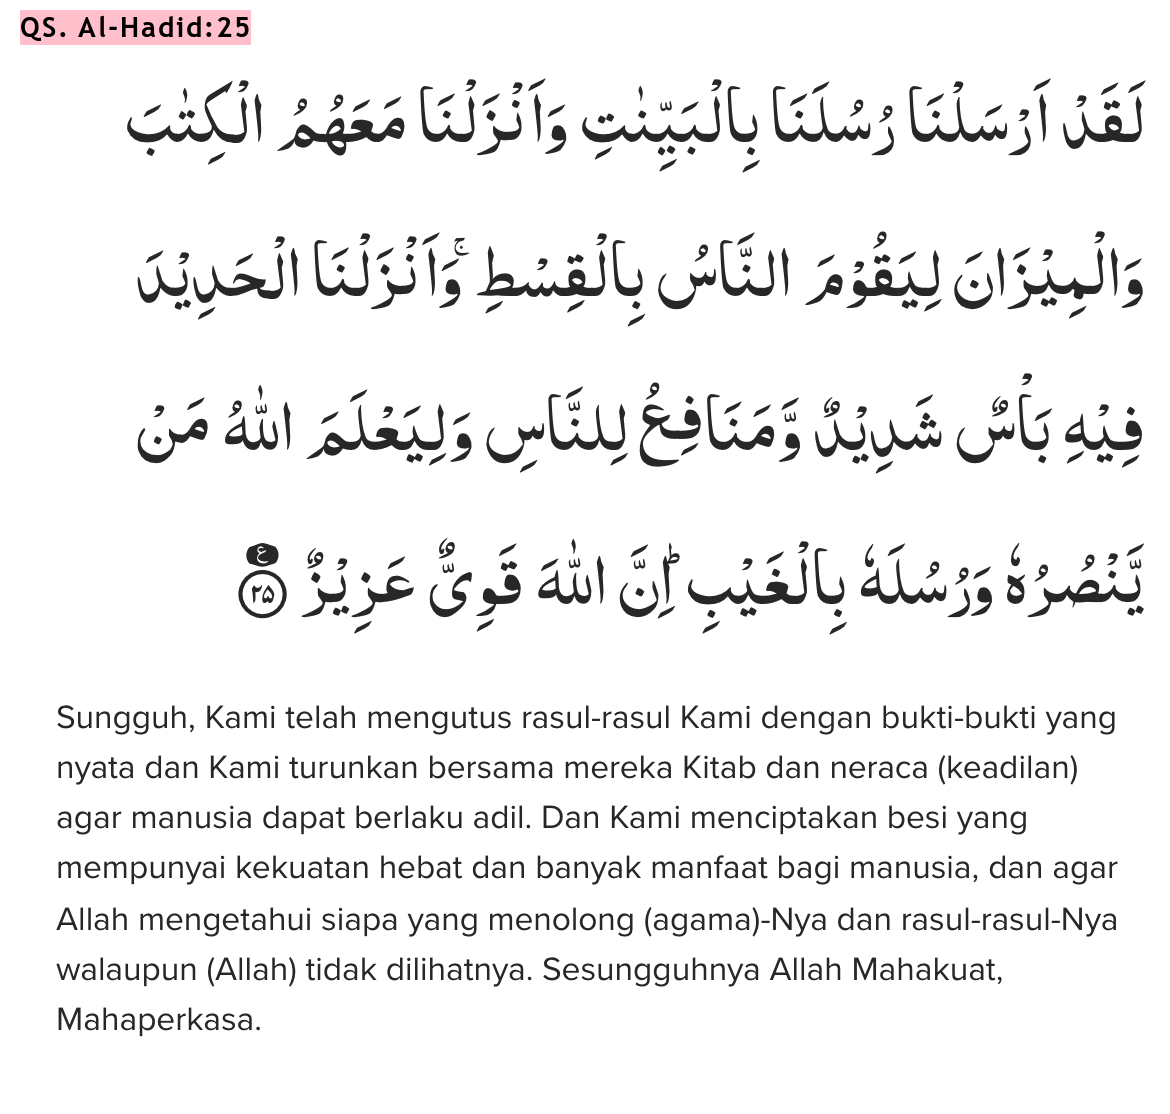 QS. Al-Hadid:25
لَقَدْ اَرْسَلْنَا رُسُلَنَا بِالْبَيِّنٰتِ وَاَنْزَلْنَا مَعَهُمُ الْكِتٰبَ
وَالْمِيْزَانَ لِيَقُوْمَ النَّاسُ بِالْقِسْطِۚ وَاَنْزَلْنَا الْحَدِيْدَ
فِيْهِ بَأْسٌ شَدِيْدٌ وَّمَنَافِعُ لِلنَّاسِ وَلِيَعْلَمَ اللّٰهُ مَنْ
يَّنْصُرُهٗ وَرُسُلَهٗ بِالْغَيْبِۗ اِنَّ اللّٰهَ قَوِيٌّ عَزِيْزٌ ࣖ ۝٢٥
Sungguh, Kami telah mengutus rasul-rasul Kami dengan bukti-bukti yang
nyata dan Kami turunkan bersama mereka Kitab dan neraca (keadilan)
agar manusia dapat berlaku adil. Dan Kami menciptakan besi yang
mempunyai kekuatan hebat dan banyak manfaat bagi manusia, dan agar
Allah mengetahui siapa yang menolong (agama)-Nya dan rasul-rasul-Nya
walaupun (Allah) tidak dilihatnya. Sesungguhnya Allah Mahakuat,
Mahaperkasa.